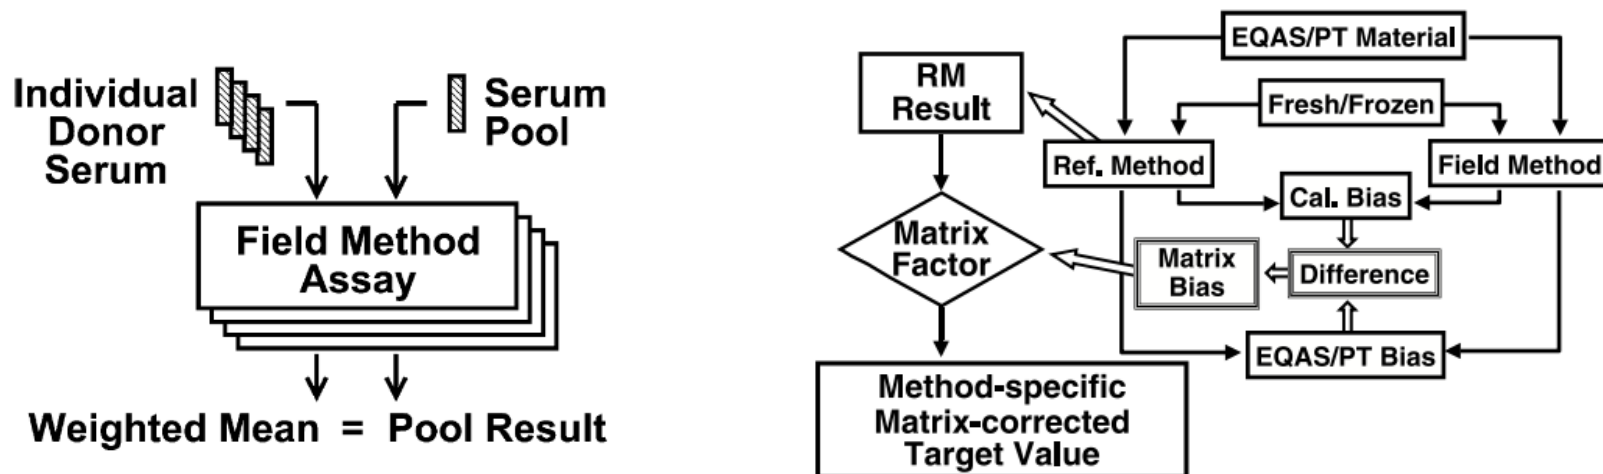 Individual
Donor
Serum
Serum
Pool
Field Method
Assay
Weighted Mean = Pool Result
RM
Result
Matrix
Factor
Method-specific
Matrix-corrected
Target Value
EQAS/PT Material
Fresh/Frozen
Ref. Method
Field Method
Cal. Bias
Matrix
Bias
Difference
EQAS/PT Bias